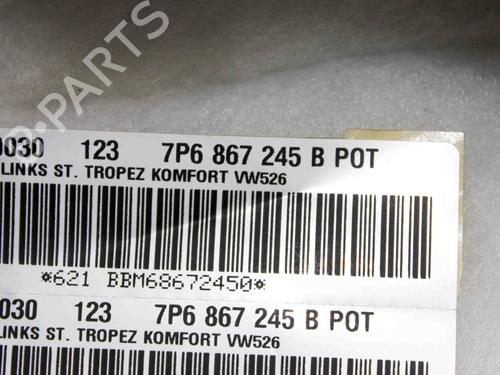 B-PARTS
0030 123 7P6 867 245 B POT
LINKS ST. TROPEZ KOMFORT VW526
*621 BBM68672450*
0030 123 7P6 867 245 B POT
LINKS ST. TROPEZ KOMFORT VW526